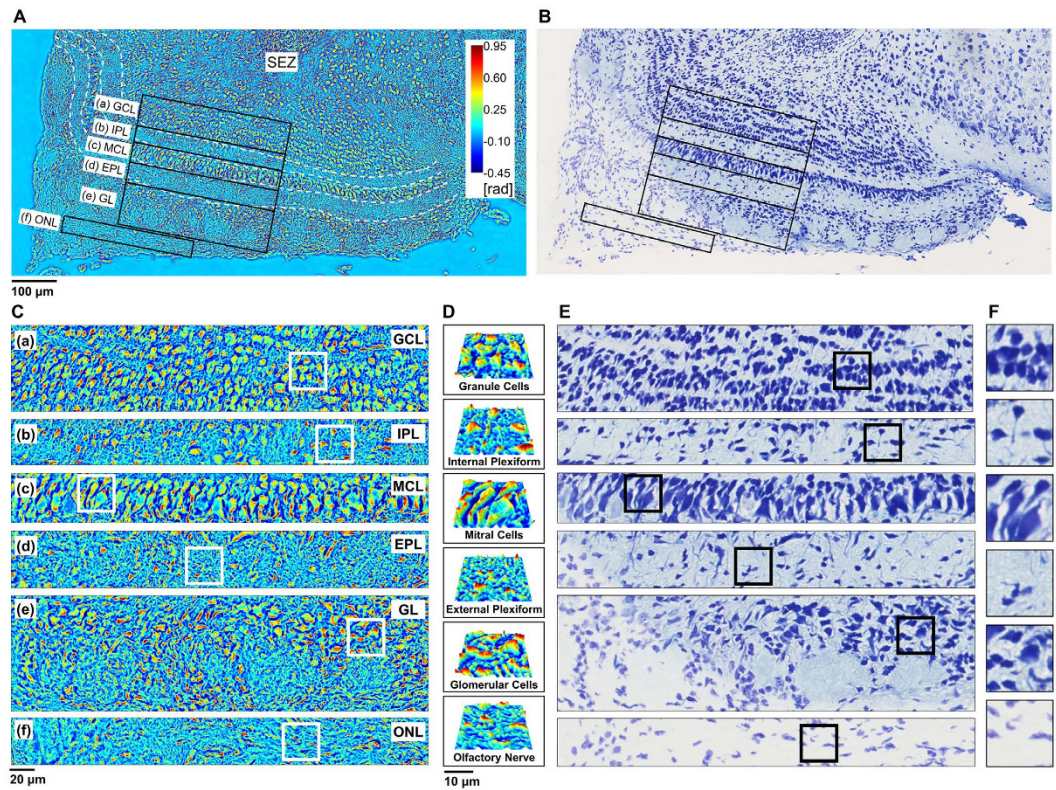 A
B
SEZ
0.95
0.60
0.25
-0.10
-0.45
[rad]
(a) GCL
(b) IPL
(c) MCL
(d) EPL
(e) GL
(f) ONL
100 µm
C
D
E
F
(a)
GCL
Granule Cells
(b)
IPL
Internal Plexiform
(c)
MCL
Mitral Cells
(d)
EPL
External Plexiform
(e)
GL
Glomerular Cells
(f)
ONL
Olfactory Nerve
20 µm
10 µm